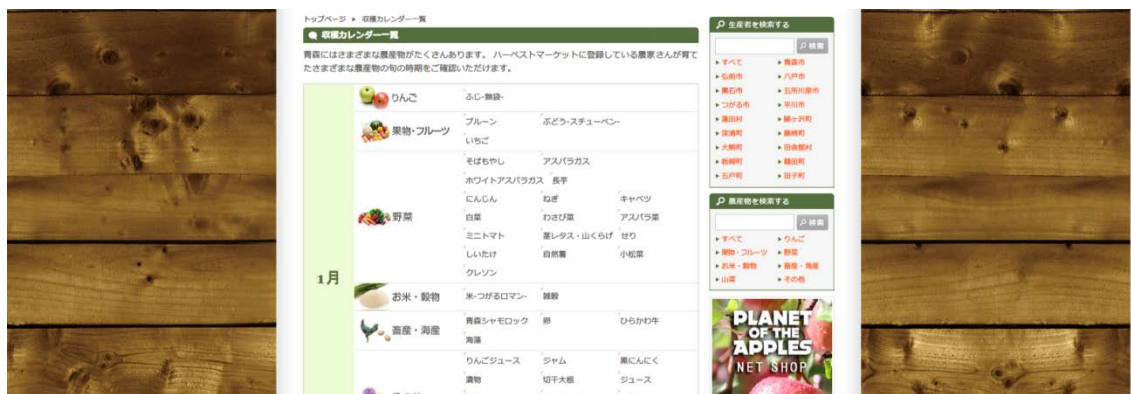 トップページ ▶ 収穫カレンダー一覧
収穫カレンダー一覧
青森にはさまざまな農産物がたくさんあります。 ハーベストマーケットに登録している農家さんが育て
たさまざまな農産物の旬の時期をご確認いただけます。
1月
りんご
ふじ-無袋-
果物・フルーツ
プルーン ぶどう-スチューベン-
いちご
野菜
そばもやし アスパラガス
ホワイトアスパラガス 長芋
にんじん ねぎ キャベツ
白菜 わさび菜 アスパラ菜
ミニトマト 茎レタス・山くらげ せり
しいたけ 自然薯 小松菜
クレソン
お米・穀物
米-つがるロマン- 雑穀
畜産・海産
青森シャモロック 卵 ひらかわ牛
海藻
りんごジュース ジャム 黒にんにく
漬物 切干大根 ジュース
生産者を検索する
検索
すべて 青森市
弘前市 八戸市
黒石市 五所川原市
つがる市 平川市
蓬田村 鰺ヶ沢町
深浦町 藤崎町
大鰐町 田舎館村
板柳町 鶴田町
五戸町 田子町
農産物を検索する
検索
すべて りんご
果物・フルーツ 野菜
お米・穀物 畜産・海産
山菜 その他
PLANET
OF THE
APPLES
NET SHOP